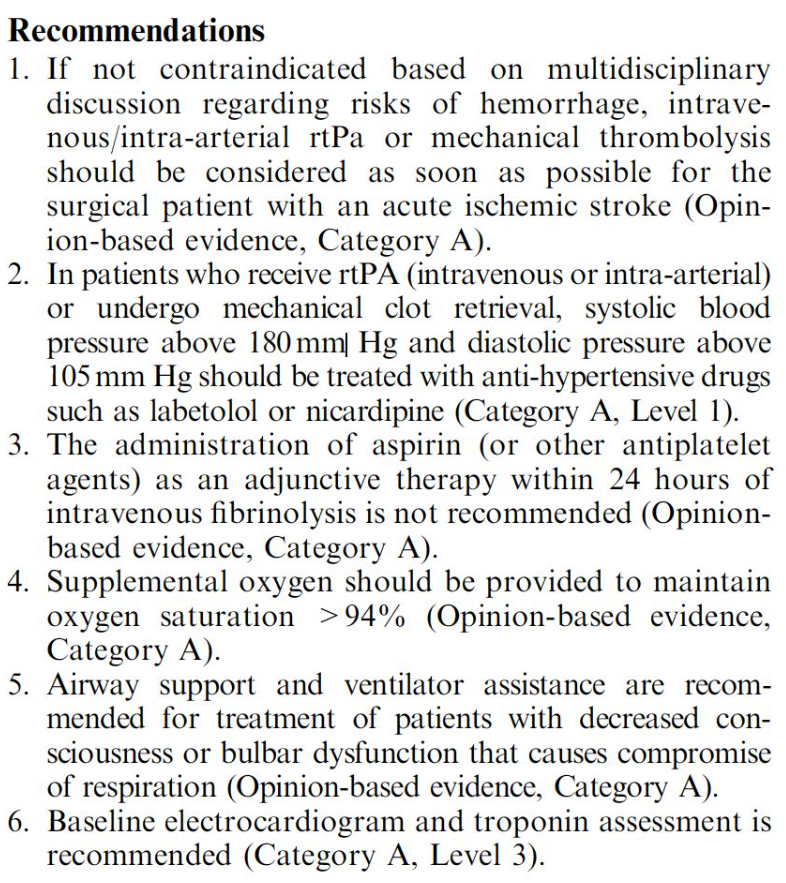 Recommendations
1. If not contraindicated based on multidisciplinary
discussion regarding risks of hemorrhage, intrave-
nous/intra-arterial rtPa or mechanical thrombolysis
should be considered as soon as possible for the
surgical patient with an acute ischemic stroke (Opin-
ion-based evidence, Category A).
2. In patients who receive rtPA (intravenous or intra-arterial)
or undergo mechanical clot retrieval, systolic blood
pressure above 180 mm| Hg and diastolic pressure above
105 mm Hg should be treated with anti-hypertensive drugs
such as labetolol or nicardipine (Category A, Level 1).
3. The administration of aspirin (or other antiplatelet
agents) as an adjunctive therapy within 24 hours of
intravenous fibrinolysis is not recommended (Opinion-
based evidence, Category A).
4. Supplemental oxygen should be provided to maintain
oxygen saturation >94% (Opinion-based evidence,
Category A).
5. Airway support and ventilator assistance are recom-
mended for treatment of patients with decreased con-
sciousness or bulbar dysfunction that causes compromise
of respiration (Opinion-based evidence, Category A).
6. Baseline electrocardiogram and troponin assessment is
recommended (Category A, Level 3).